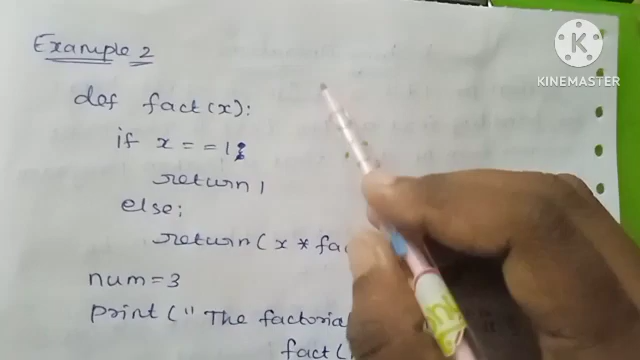 Example 2
KINEMASTER
def fact(x):
if x == 1:
return 1
else:
return( x * fa
num = 3
print (" The factoria
fact(